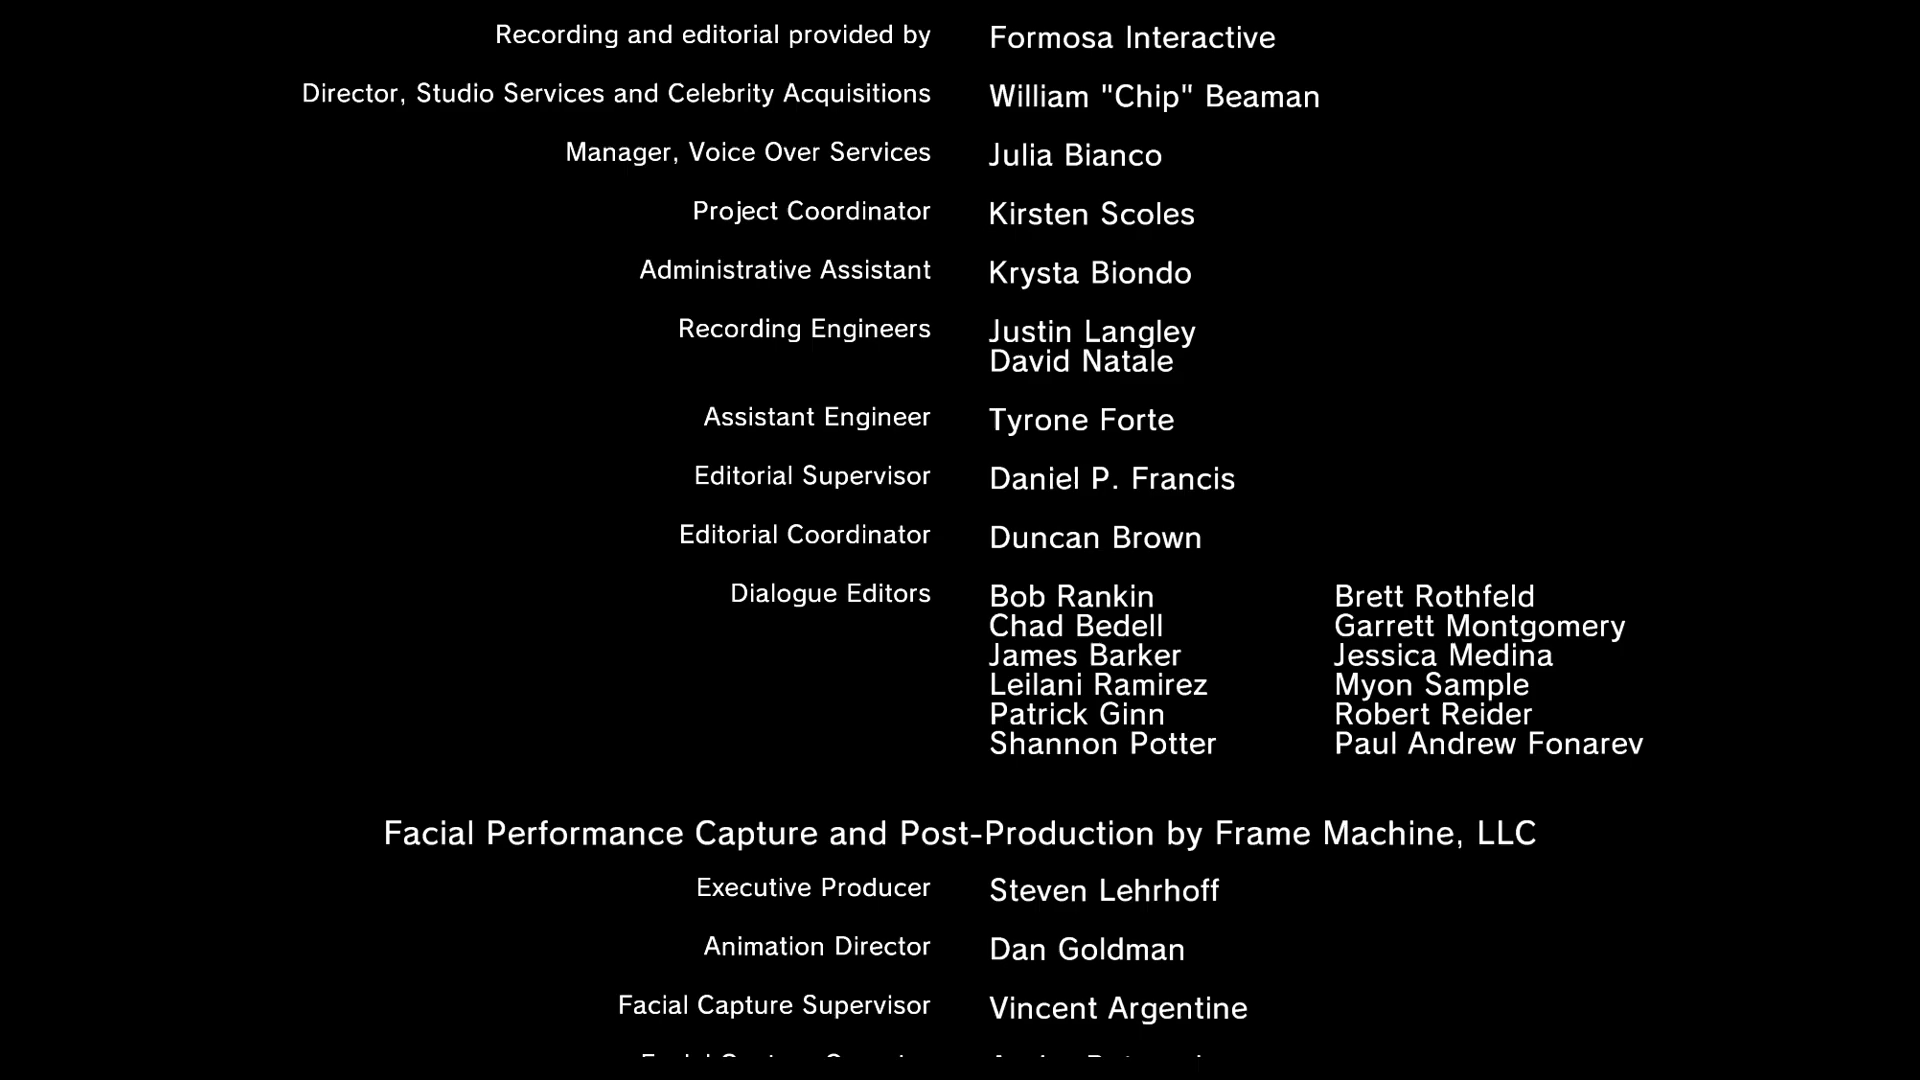 Recording and editorial provided by Formosa Interactive
Director, Studio Services and Celebrity Acquisitions William "Chip" Beaman
Manager, Voice Over Services Julia Bianco
Project Coordinator Kirsten Scoles
Administrative Assistant Krysta Biondo
Recording Engineers Justin Langley
David Natale
Assistant Engineer Tyrone Forte
Editorial Supervisor Daniel P. Francis
Editorial Coordinator Duncan Brown
Dialogue Editors Bob Rankin Brett Rothfeld
Chad Bedell Garrett Montgomery
James Barker Jessica Medina
Leilani Ramirez Myon Sample
Patrick Ginn Robert Reider
Shannon Potter Paul Andrew Fonarev
Facial Performance Capture and Post-Production by Frame Machine, LLC
Executive Producer Steven Lehrhoff
Animation Director Dan Goldman
Facial Capture Supervisor Vincent Argentine